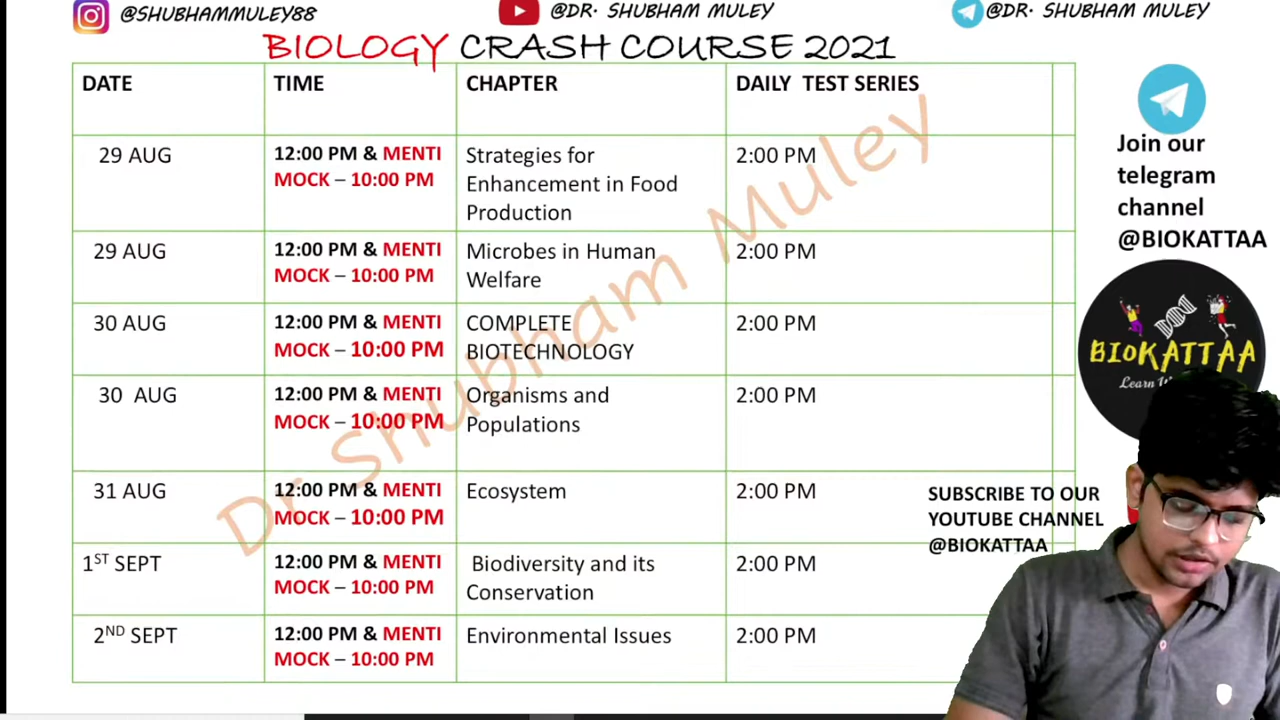 @SHUBHAMMULEY88
@DR. SHUBHAM MULEY
@DR. SHUBHAM MULEY
BIOLOGY CRASH COURSE 2021
DATE TIME CHAPTER DAILY TEST SERIES
29 AUG 12:00 PM & MENTI Strategies for 2:00 PM
MOCK – 10:00 PM Enhancement in Food
Production
29 AUG 12:00 PM & MENTI Microbes in Human 2:00 PM
MOCK – 10:00 PM Welfare
30 AUG 12:00 PM & MENTI COMPLETE 2:00 PM
MOCK – 10:00 PM BIOTECHNOLOGY
30 AUG 12:00 PM & MENTI Organisms and 2:00 PM
MOCK – 10:00 PM Populations
31 AUG 12:00 PM & MENTI Ecosystem 2:00 PM
MOCK – 10:00 PM
1ST SEPT 12:00 PM & MENTI Biodiversity and its 2:00 PM
MOCK – 10:00 PM Conservation
2ND SEPT 12:00 PM & MENTI Environmental Issues 2:00 PM
MOCK – 10:00 PM
Dr Shubham Muley
Join our
telegram
channel
@BIOKATTAA
BIOKATTAA
Learn
SUBSCRIBE TO OUR
YOUTUBE CHANNEL
@BIOKATTAA